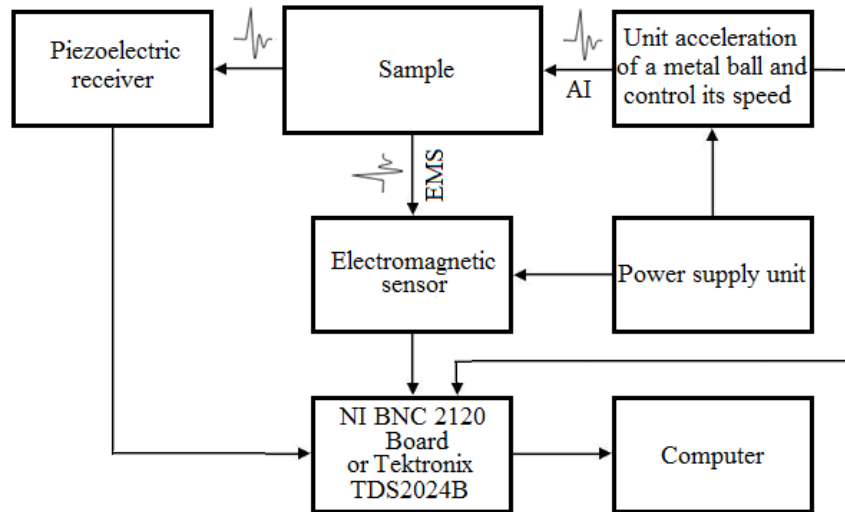 Piezoelectric
receiver
Sample
AI
Unit acceleration
of a metal ball and
control its speed
EMS
Electromagnetic
sensor
Power supply unit
NI BNC 2120
Board
or Tektronix
TDS2024B
Computer